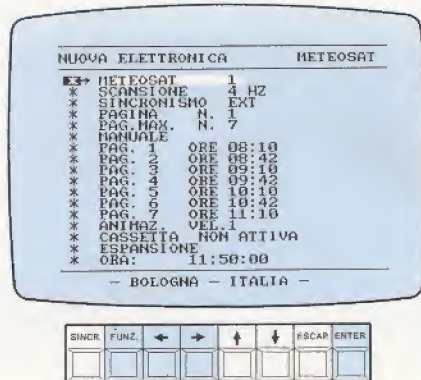 NUOVA ELETTRONICA METEOSAT
METEOSAT 1
* SCANSIONE 4 HZ
* SINCRONISMO EXT
* PAGINA N. 1
* PAG.MAX. N. 7
* MANUALE
* PAG. 1 ORE 08:10
* PAG. 2 ORE 08:42
* PAG. 3 ORE 09:10
* PAG. 4 ORE 09:42
* PAG. 5 ORE 10:10
* PAG. 6 ORE 10:42
* PAG. 7 ORE 11:10
* ANIMAZ. VEL.1
* CASSETTA NON ATTIVA
* ESPANSIONE
* ORA: 11:50:00
— BOLOGNA — ITALIA —
SINCR. FUNZ. ← → ↑ ↓ ESCAP. ENTER